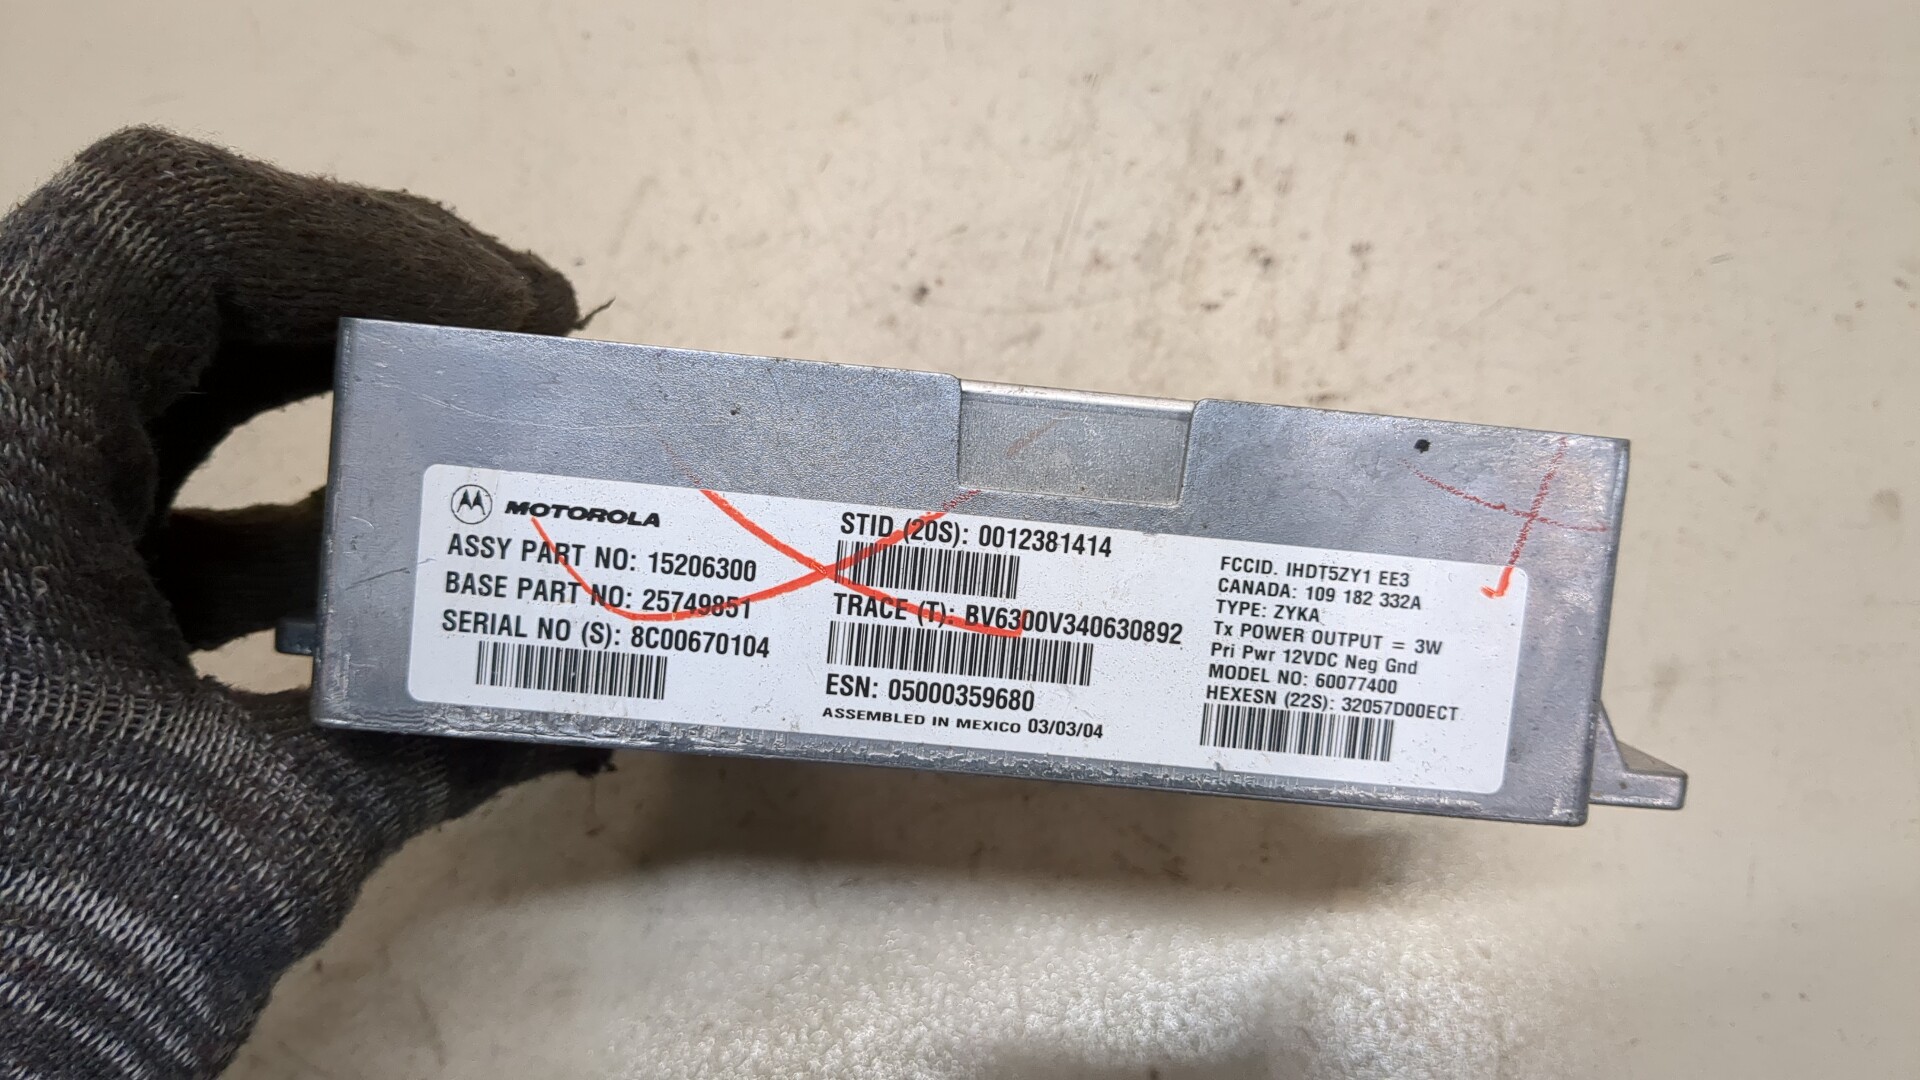 MOTOROLA
ASSY PART NO: 15206300
BASE PART NO: 25749851
SERIAL NO (S): 8C00670104
STID (20S): 0012381414
TRACE (T): BV6300V340630892
ESN: 05000359680
ASSEMBLED IN MEXICO 03/03/04
FCCID. IHDT5ZY1 EE3
CANADA: 109 182 332A
TYPE: ZYKA
Tx POWER OUTPUT = 3W
Pri Pwr 12VDC Neg Gnd
MODEL NO: 60077400
HEXESN (22S): 32057D00ECT